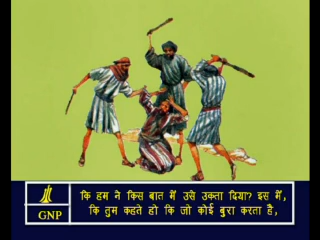 कि हम ने किस बात में उसे उकता दिया? इस में,
कि तुम कहते हो कि जो कोई बुरा करता है,
GNP